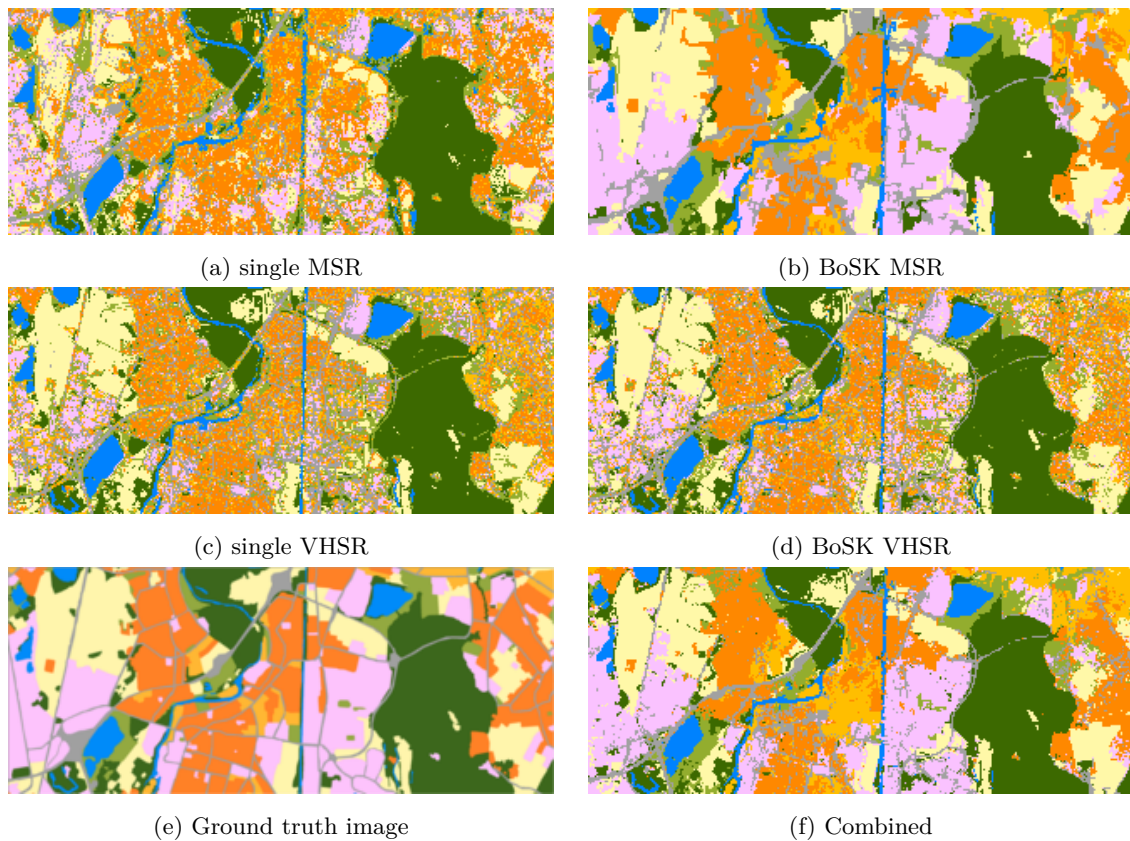 (a) single MSR
(b) BoSK MSR
(c) single VHSR
(d) BoSK VHSR
(e) Ground truth image
(f) Combined